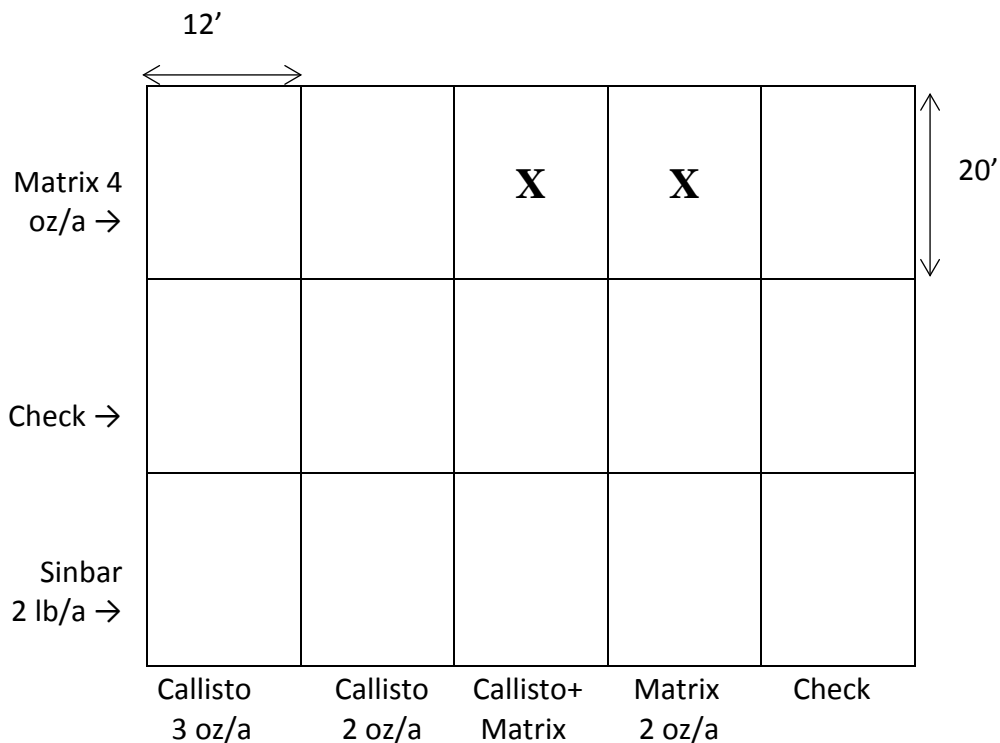 12’
Matrix 4
oz/a →
X
X
20’
Check →
Sinbar
2 lb/a →
Callisto
3 oz/a
Callisto
2 oz/a
Callisto+
Matrix
Matrix
2 oz/a
Check